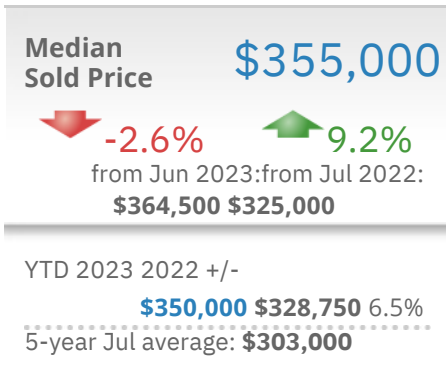 Median
Sold Price
$355,000
-2.6%
9.2%
from Jun 2023:from Jul 2022:
$364,500 $325,000
YTD 2023 2022 +/-
$350,000 $328,750 6.5%
5-year Jul average: $303,000